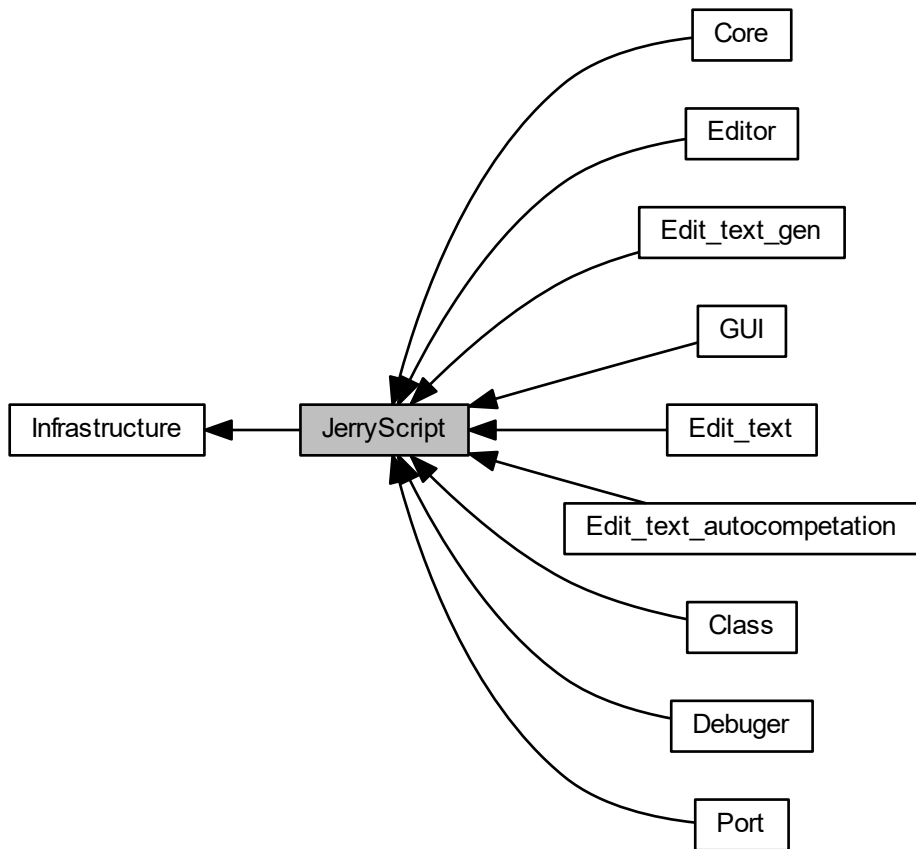 Core
Editor
Edit_text_gen
GUI
Infrastructure
JerryScript
Edit_text
Edit_text_autocompetation
Class
Debuger
Port